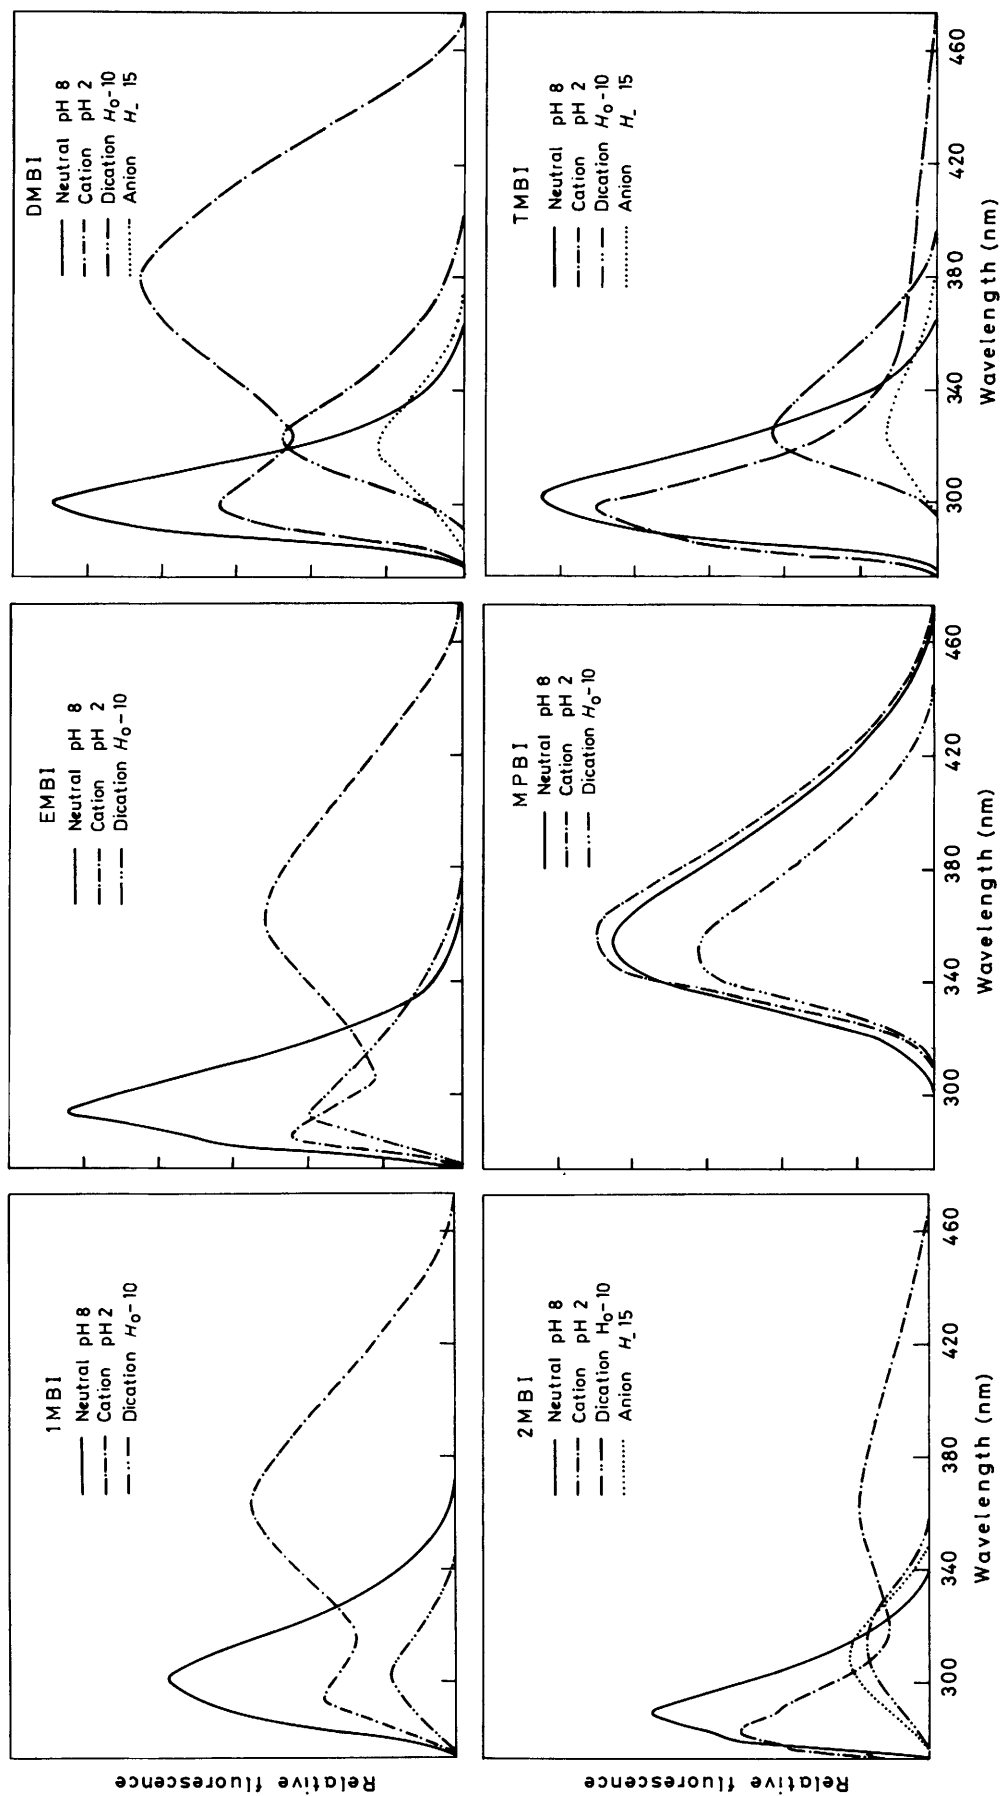 1MBI
Neutral pH 8
Cation pH 2
Dication H₀-10
EMBI
Neutral pH 8
Cation pH 2
Dication H₀-10
DMBI
Neutral pH 8
Cation pH 2
Dication H₀-10
Anion H_ 15
Relative fluorescence
2MBI
Neutral pH 8
Cation pH 2
Dication H₀-10
Anion H_ 15
MPBI
Neutral pH 8
Cation pH 2
Dication H₀-10
TMBI
Neutral pH 8
Cation pH 2
Dication H₀-10
Anion H_ 15
Relative fluorescence
300 340 380 420 460
Wavelength (nm)
300 340 380 420 460
Wavelength (nm)
300 340 380 420 460
Wavelength (nm)